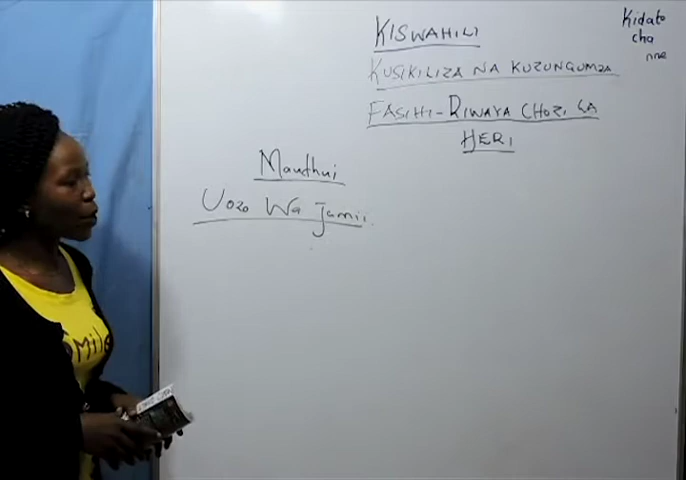 KISWAHILI
Kidato
cha
nne
KUSIKILIZA NA KUZUNGUMZA
FASIHI-RIWAYA CHOZI LA
HERI
Maudhui
Uozo Wa Jamii